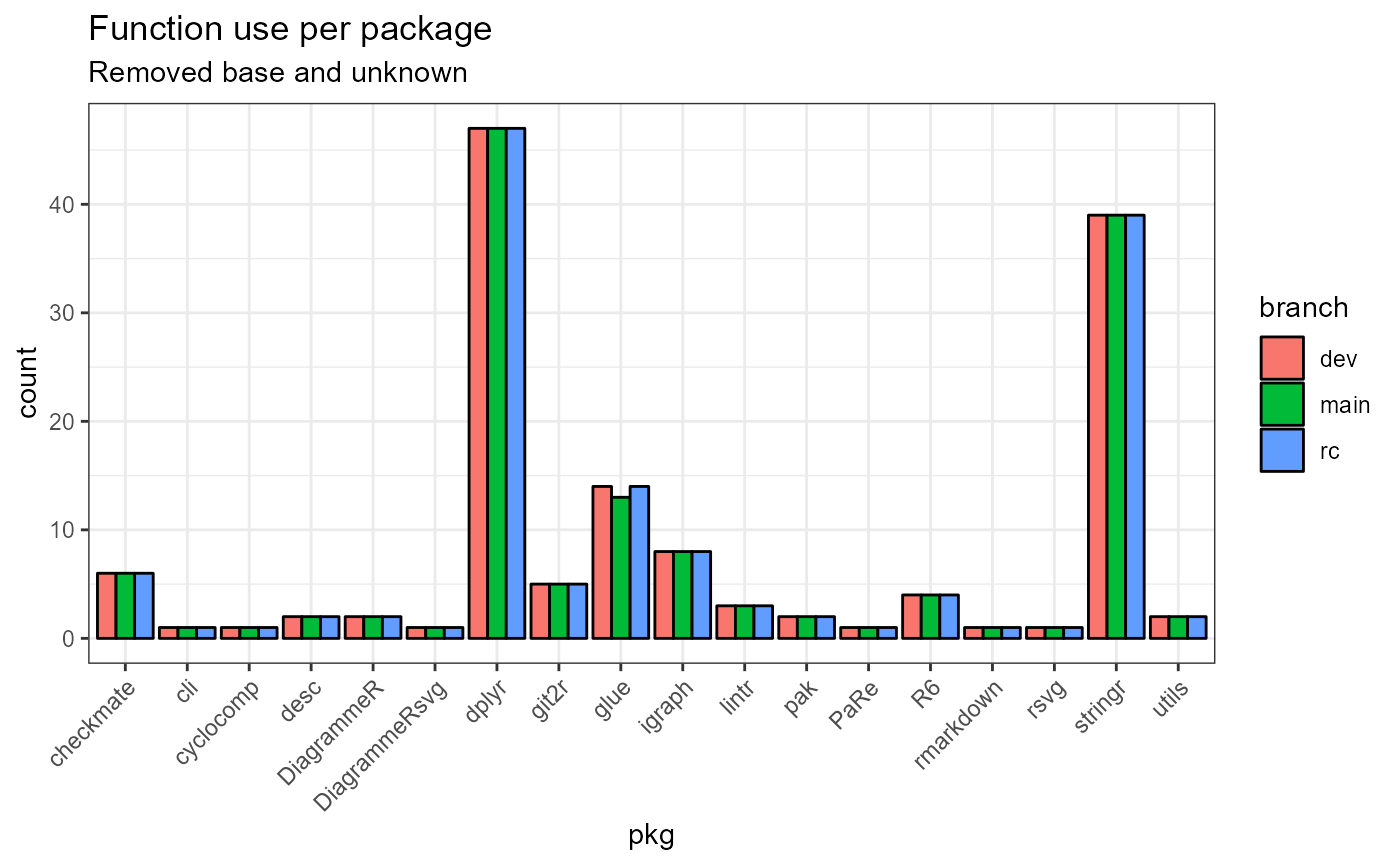 Function use per package
Removed base and unknown
count
40
30
20
10
0
checkmate
cli
cyclocomp
desc
DiagrammeR
DiagrammeRsvg
dplyr
git2r
glue
igraph
lintr
pak
PaRe
R6
rmarkdown
rsvg
stringr
utils
pkg
branch
dev
main
rc